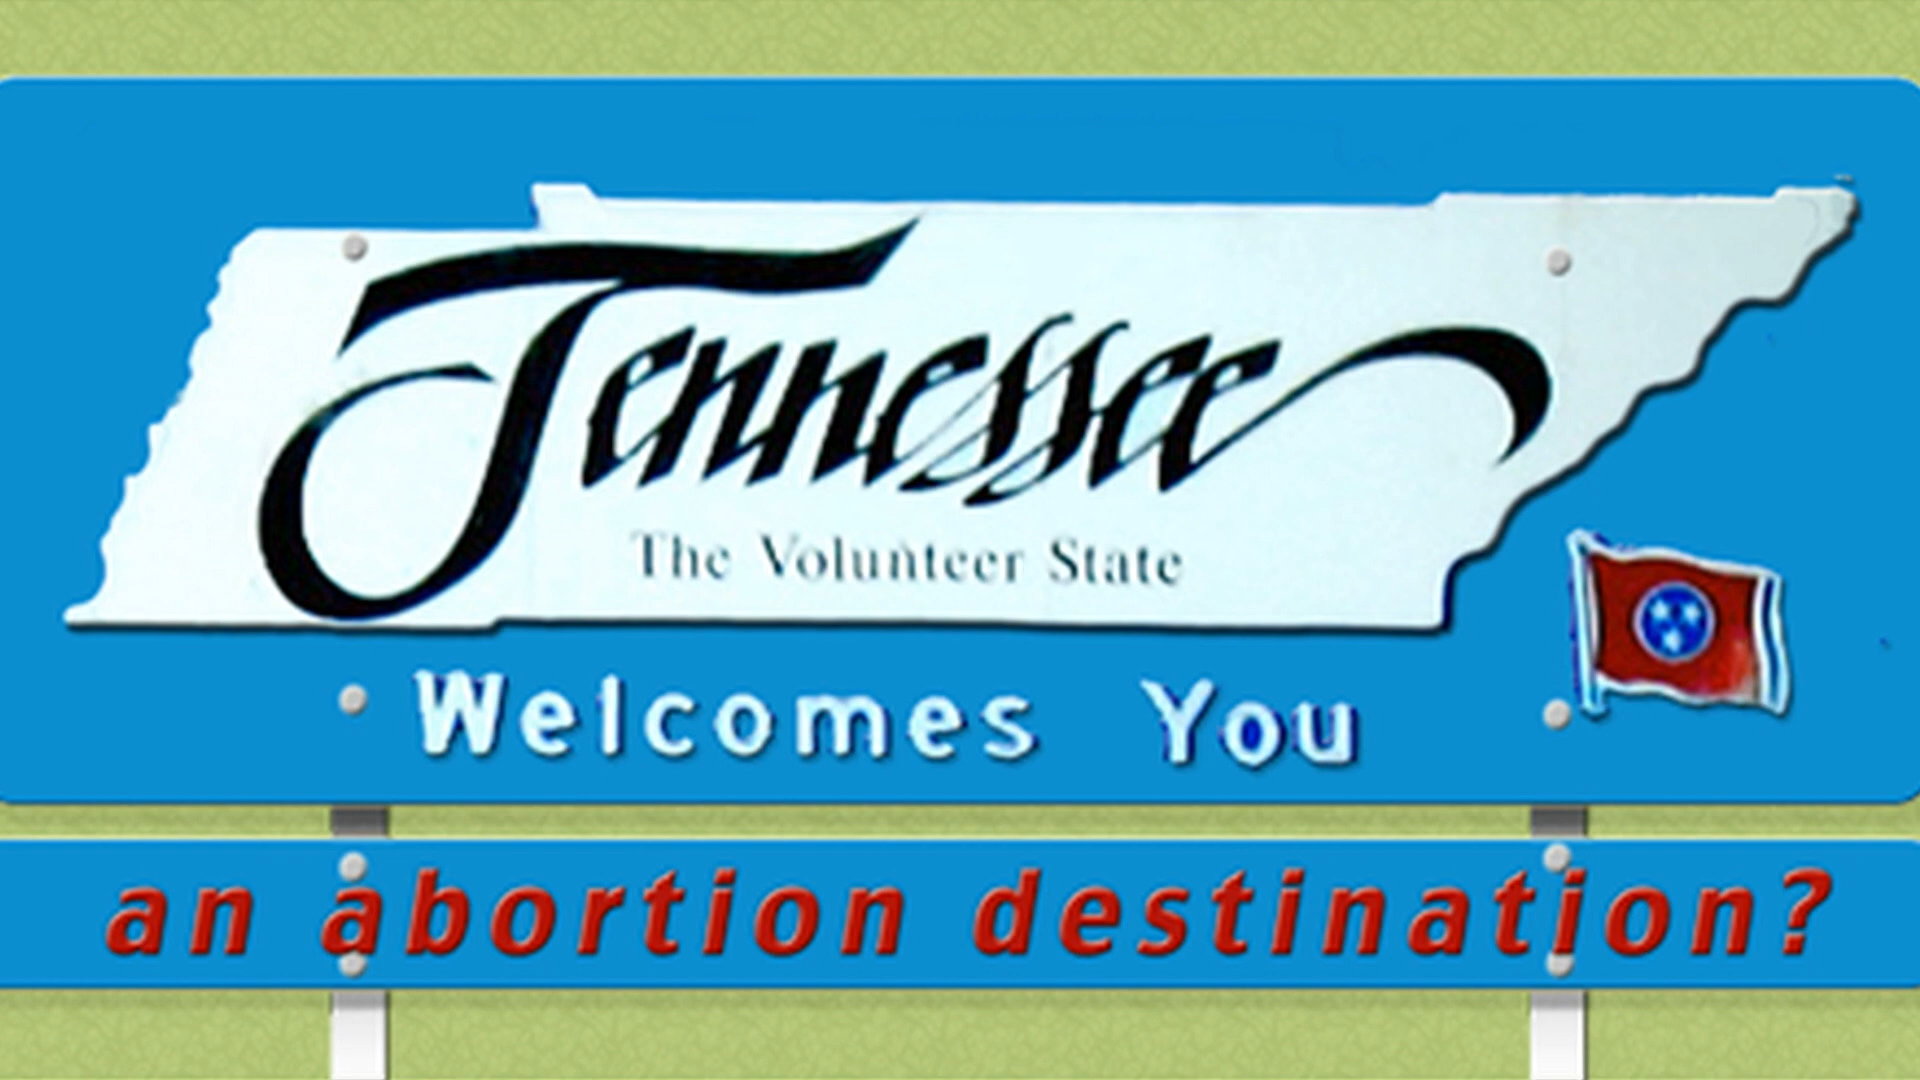 Tennessee
The Volunteer State
Welcomes You
an abortion destination?